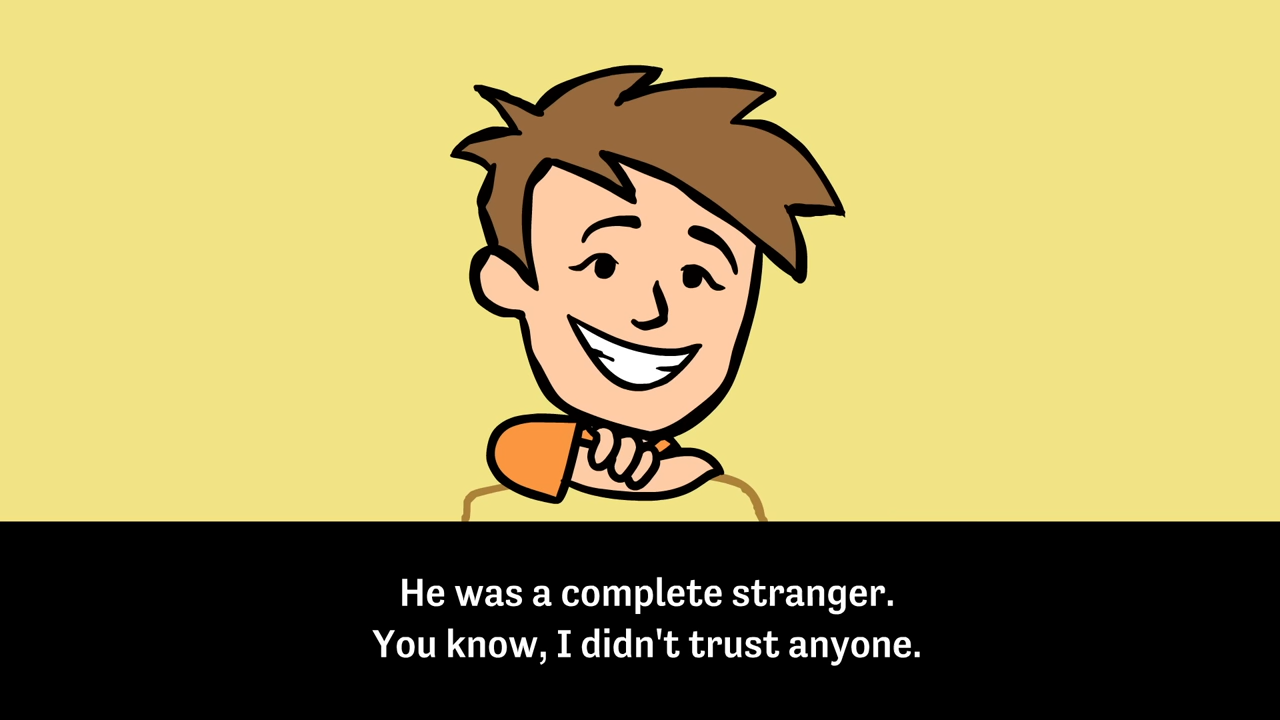 He was a complete stranger.
You know, I didn't trust anyone.